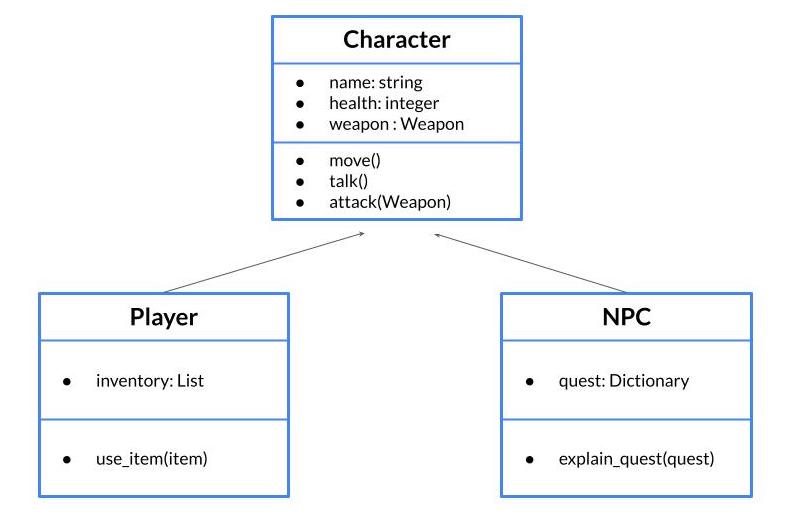 Character
● name: string
● health: integer
● weapon : Weapon
● move()
● talk()
● attack(Weapon)
Player
● inventory: List
● use_item(item)
NPC
● quest: Dictionary
● explain_quest(quest)